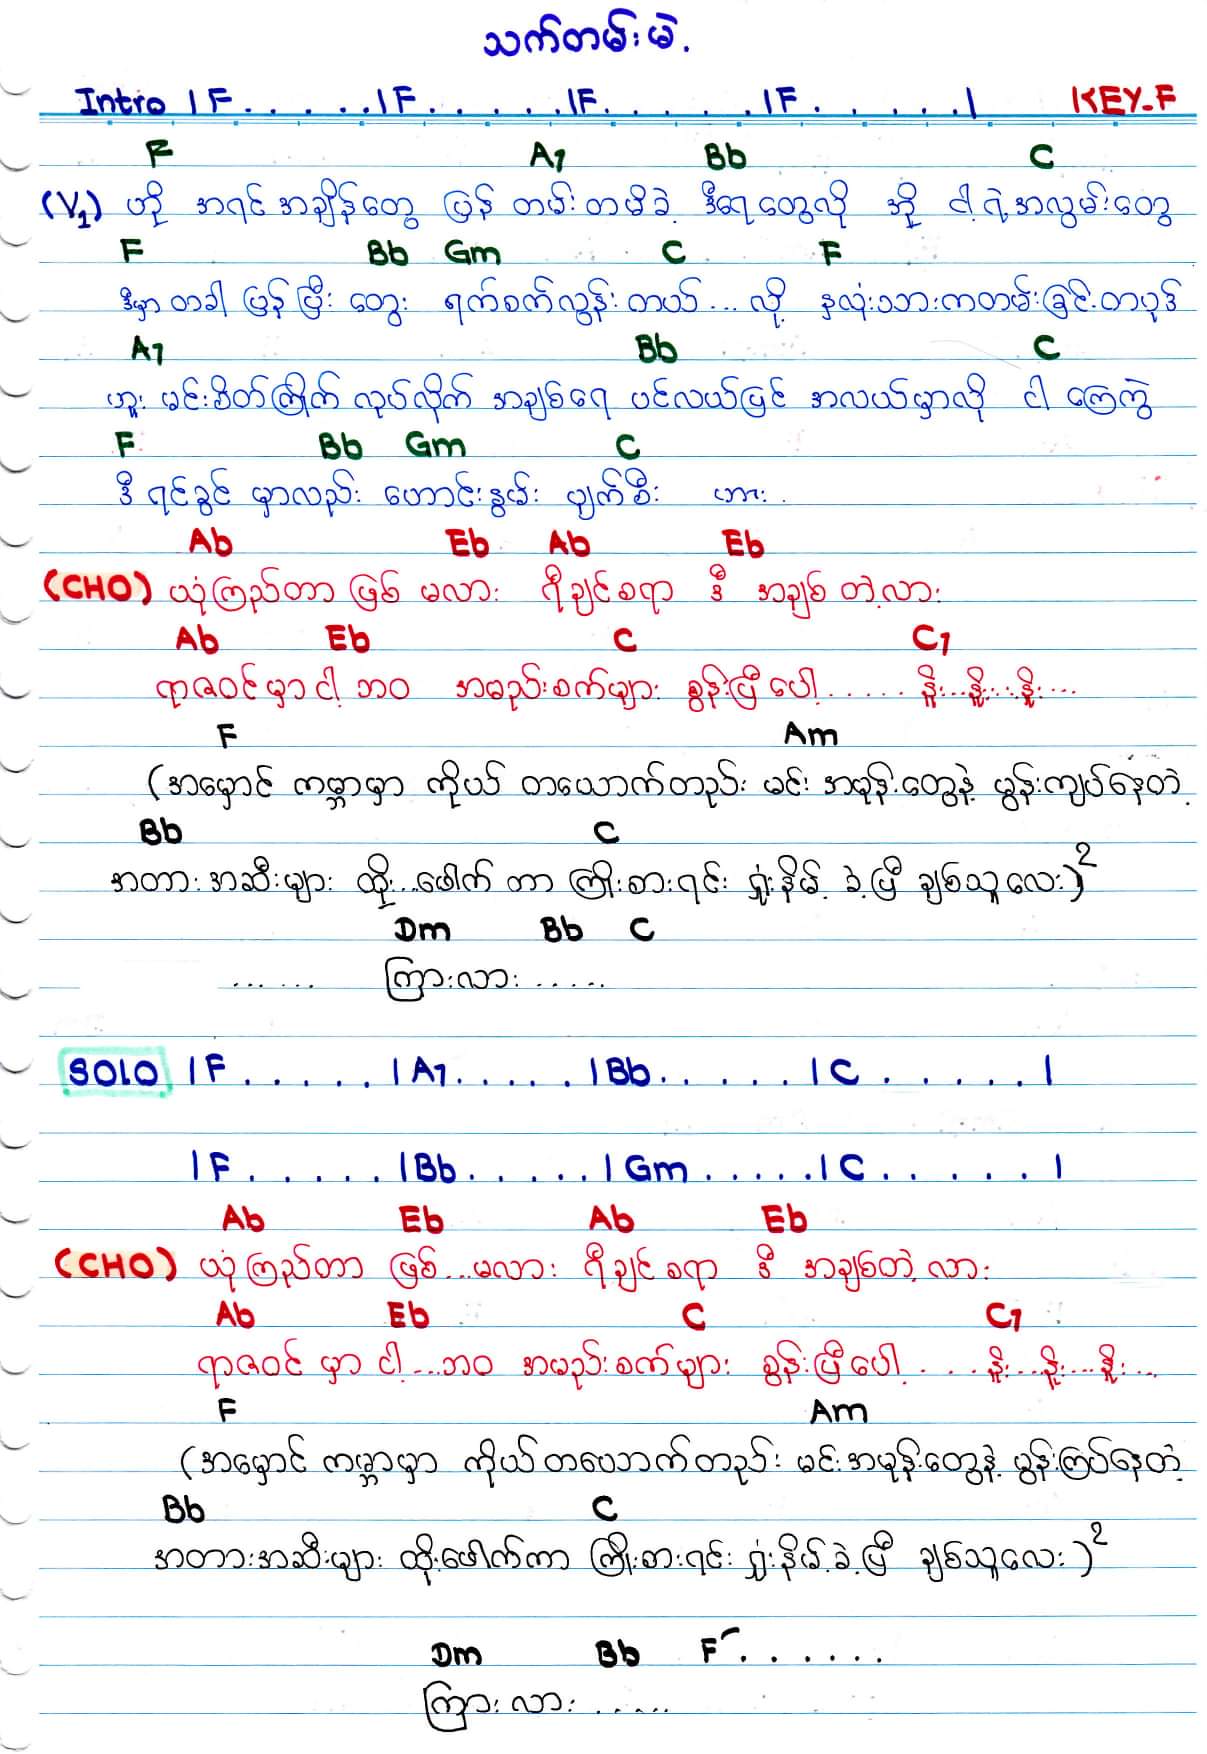 သက်တမ်းမဲ့
Intro | F . . . . . | F . . . . . . | F . . . . . . | F . . . . . . | KEY-F
F A7 Bb C
(V1) ဟို အရင်အချိန်တွေ ပြန် တမ်းတမိခဲ့ ဒီရေတွေလို အို ငါ့ရဲ့အလွမ်းတွေ
F Bb Gm C F
ဒီမှာတခါ ပြန်ပြီး တွေး ရက်စက်လွန်းတယ် ... လို့ နှလုံးသားကတမ်းခြင်းတပုဒ်
A7 Bb C
ဟူး မင်းစိတ်ကြိုက် လုပ်လိုက် အချစ်ရေ ပင်လယ်ပြင် အလယ်မှာလို ငါ ကြေကွဲ
F Bb Gm C
ဒီ ရင်ခွင် မှာလည်း ဟောင်းနွမ်း ပျက်စီး ဟား .
Ab Eb Ab Eb
(CHO) ယုံကြည်တာ ဖြစ် မလား ရီချင်စရာ ဒီ အချစ် တဲ့လား
Ab Eb C C7
ရာဇဝင်မှာ ငါ့ ဘဝ အမည်းစက်များ စွန်းပြီပေါ့ . . . . . . နိူး...နိူး...နိူး...
F Am
(အမှောင် ကမ္ဘာမှာ ကိုယ် တယောက်တည်း မင်း အမုန်းတွေနဲ့ မွန်းကျပ်နေတဲ့
Bb C
အတားအဆီးများ ထိုး...ဖေါက် တာ ကြိုးစားရင်း ရှုံးနိမ့် ခဲ့ပြီ ချစ်သူလေး)2
Dm Bb C
. . . . . . ကြားလား . . . . .
SOLO | F . . . . . | A7 . . . . . | Bb . . . . . | C . . . . . |
| F . . . . . | Bb . . . . . | Gm . . . . . | C . . . . . |
Ab Eb Ab Eb
(CHO) ယုံကြည်တာ ဖြစ်...မလား ရီချင်စရာ ဒီ အချစ်တဲ့လား
Ab Eb C C7
ရာဇဝင် မှာ ငါ့...ဘဝ အမည်းစက်များ စွန်းပြီပေါ့ . . . . နိူး...နိူး...နိူး...
F Am
(အမှောင် ကမ္ဘာမှာ ကိုယ်တယောက်တည်း မင်းအမုန်းတွေနဲ့ မွန်းကြပ်နေတဲ့
Bb C
အတားအဆီးများ ထိုးဖေါက်ကာ ကြိုးစားရင်း ရှုံးနိမ့်ခဲ့ပြီ ချစ်သူလေး)2
Dm Bb F . . . . . .
ကြားလား . . . . .